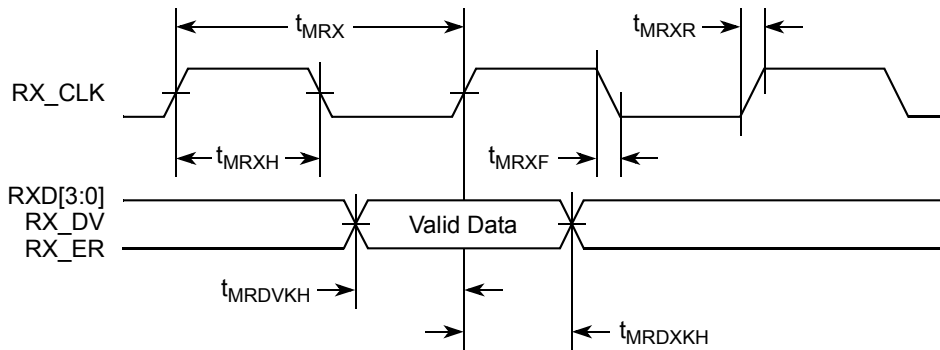 tMRX
tMRXR
RX_CLK
tMRXH
tMRXF
RXD[3:0]
RX_DV
Valid Data
RX_ER
tMRDVKH
tMRDXKH